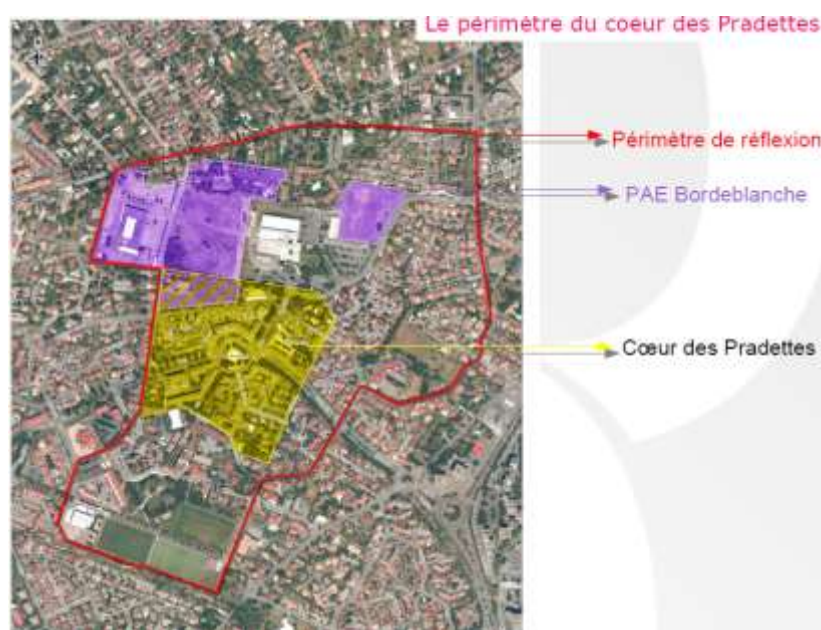 Le périmètre du coeur des Pradettes
Périmètre de réflexion
PAE Bordeblanche
Cœur des Pradettes